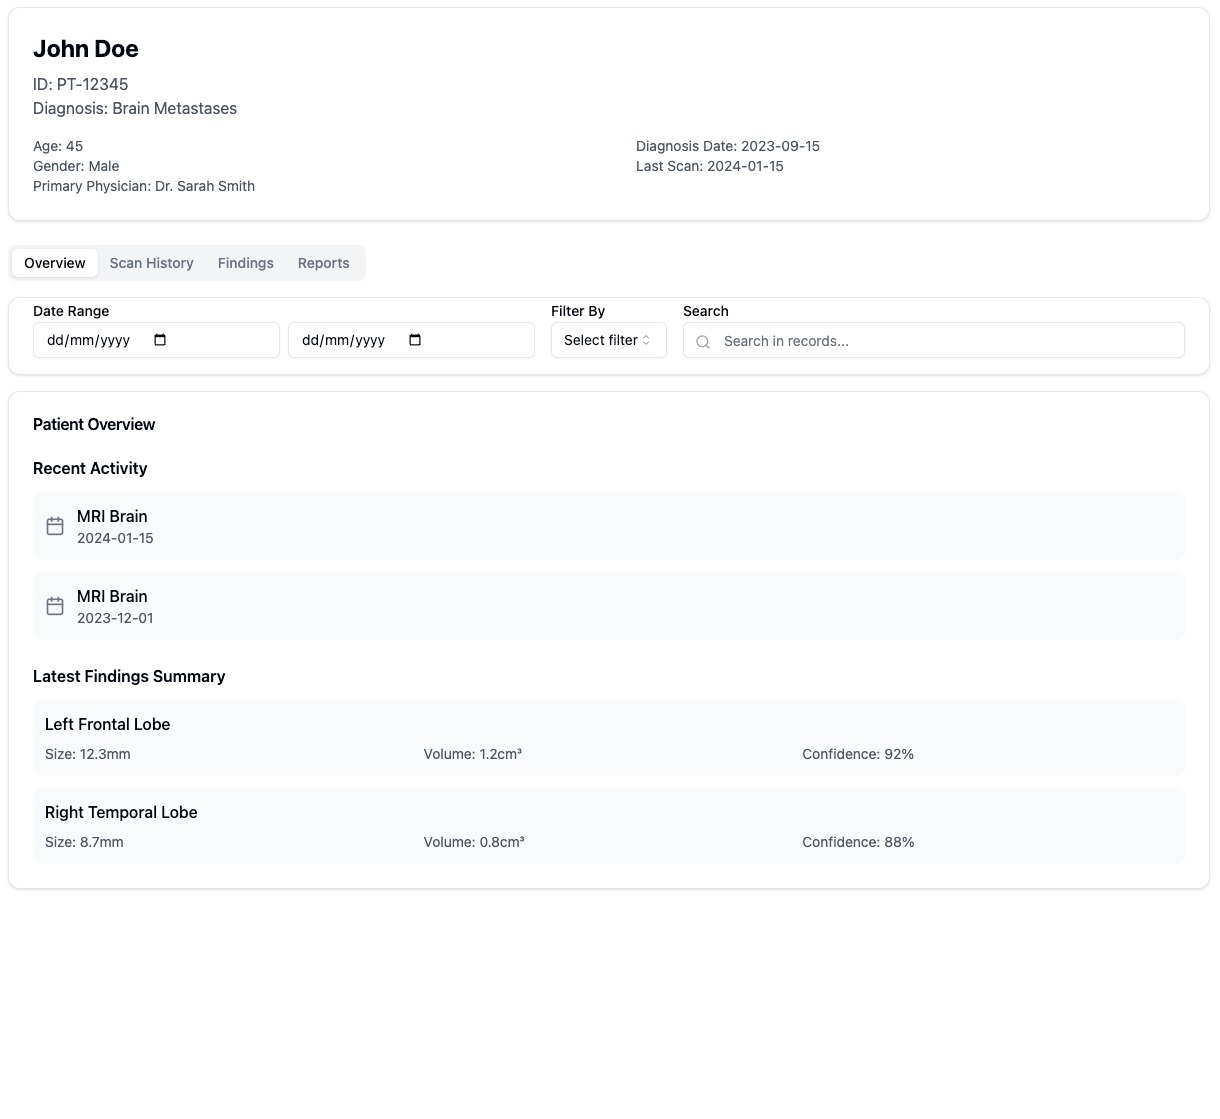 John Doe
ID: PT-12345
Diagnosis: Brain Metastases
Age: 45
Gender: Male
Primary Physician: Dr. Sarah Smith
Diagnosis Date: 2023-09-15
Last Scan: 2024-01-15
Overview Scan History Findings Reports
Date Range Filter By Search
dd/mm/yyyy dd/mm/yyyy Select filter Search in records...
Patient Overview
Recent Activity
MRI Brain
2024-01-15
MRI Brain
2023-12-01
Latest Findings Summary
Left Frontal Lobe
Size: 12.3mm Volume: 1.2cm³ Confidence: 92%
Right Temporal Lobe
Size: 8.7mm Volume: 0.8cm³ Confidence: 88%